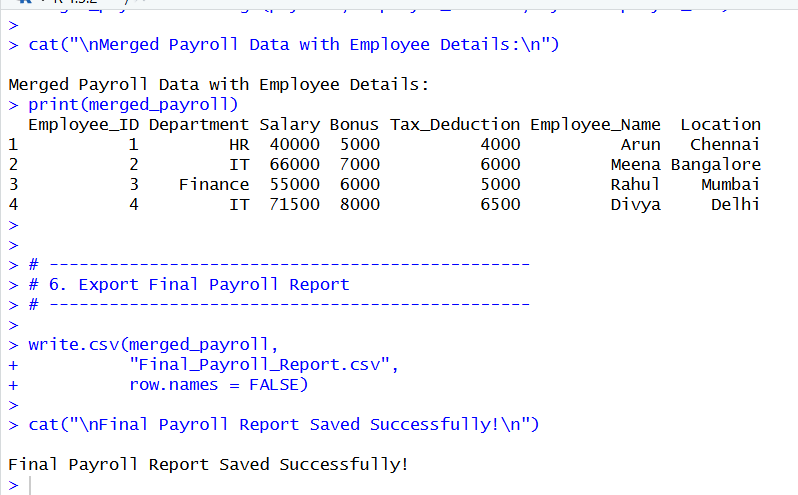 >
> cat("\nMerged Payroll Data with Employee Details:\n")
Merged Payroll Data with Employee Details:
> print(merged_payroll)
  Employee_ID Department Salary Bonus Tax_Deduction Employee_Name  Location
1           1         HR  40000  5000          4000          Arun   Chennai
2           2         IT  66000  7000          6000         Meena Bangalore
3           3    Finance  55000  6000          5000         Rahul    Mumbai
4           4         IT  71500  8000          6500         Divya     Delhi
>
>
> # ------------------------------------------------
> # 6. Export Final Payroll Report
> # ------------------------------------------------
>
> write.csv(merged_payroll,
+           "Final_Payroll_Report.csv",
+           row.names = FALSE)
>
> cat("\nFinal Payroll Report Saved Successfully!\n")
Final Payroll Report Saved Successfully!
>